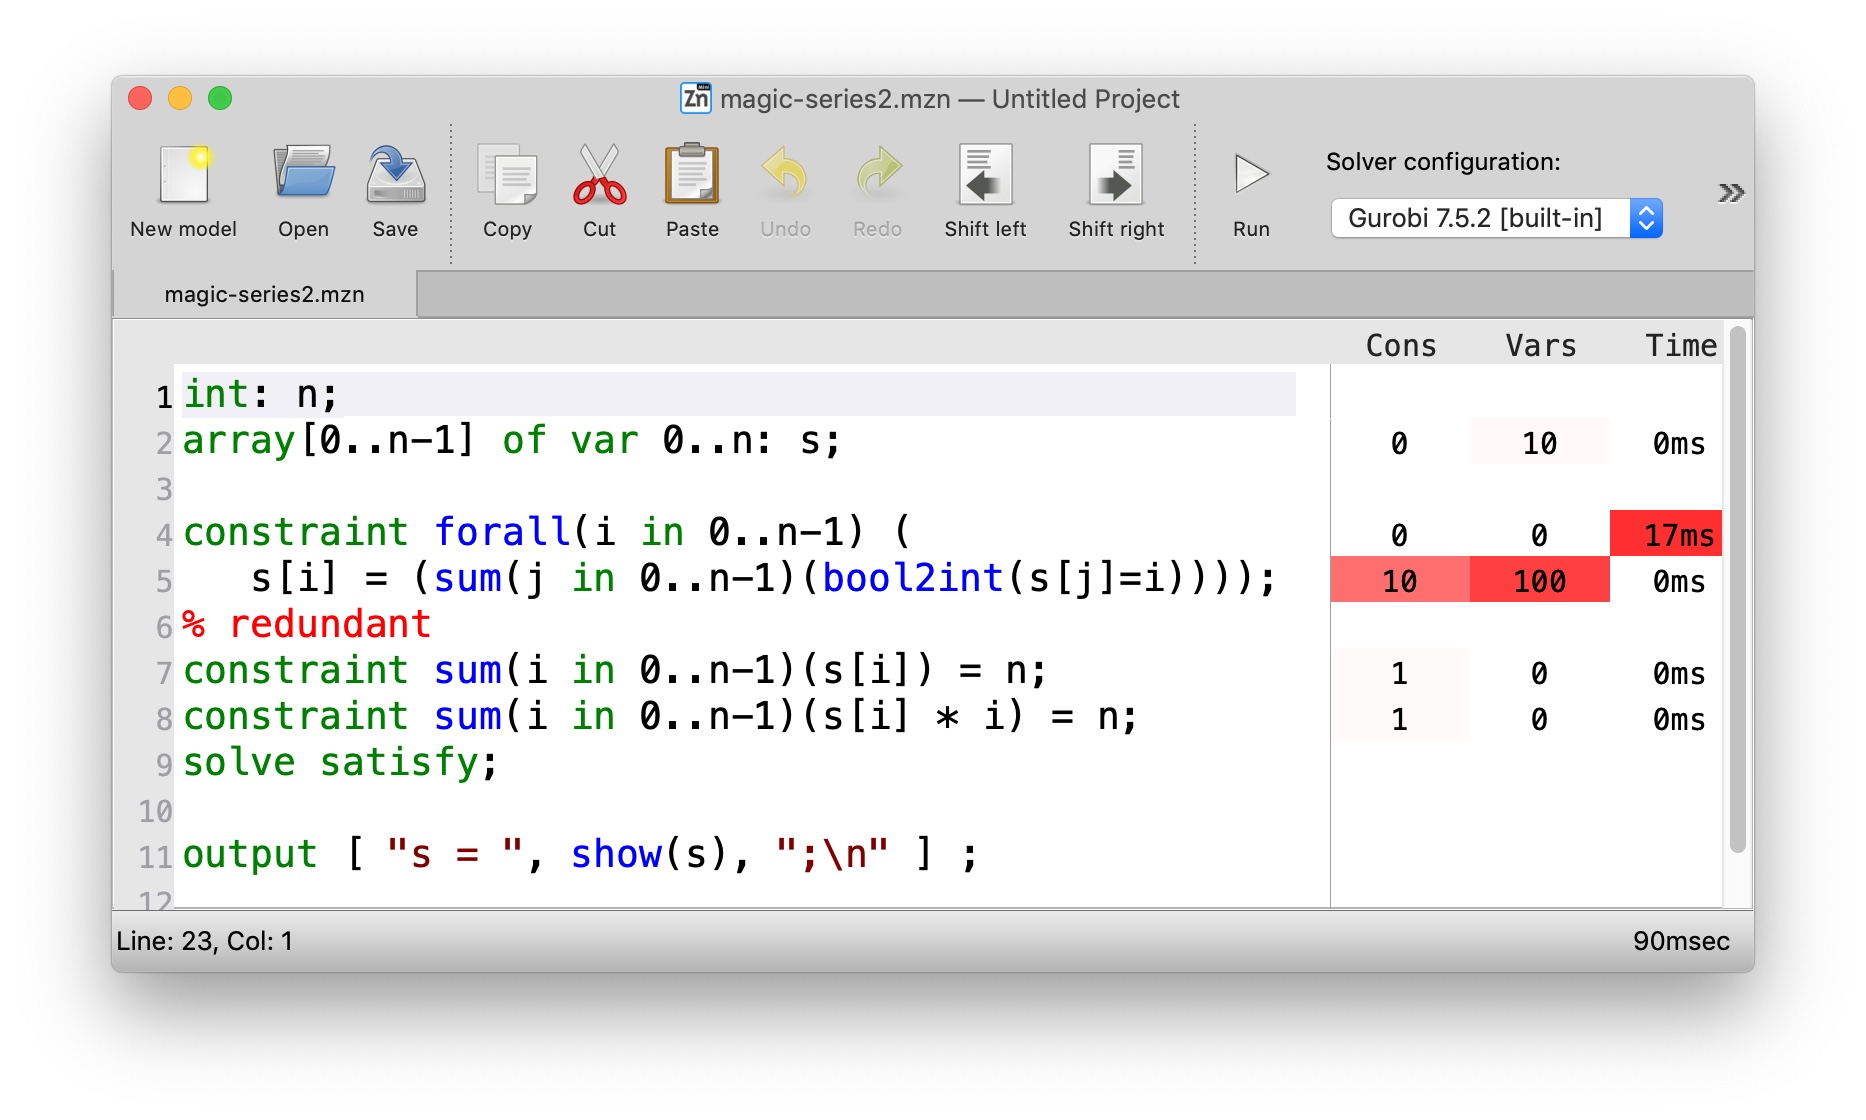 Zn magic-series2.mzn — Untitled Project
Solver configuration:
Gurobi 7.5.2 [built-in]
New model Open Save Copy Cut Paste Undo Redo Shift left Shift right Run
magic-series2.mzn
Cons Vars Time
1 int: n;
2 array[0..n-1] of var 0..n: s; 0 10 0ms
3
4 constraint forall(i in 0..n-1) ( 0 0 17ms
5 s[i] = (sum(j in 0..n-1)(bool2int(s[j]=i)))); 10 100 0ms
6 % redundant
7 constraint sum(i in 0..n-1)(s[i]) = n; 1 0 0ms
8 constraint sum(i in 0..n-1)(s[i] * i) = n; 1 0 0ms
9 solve satisfy;
10
11 output [ "s = ", show(s), ";\n" ] ;
12
Line: 23, Col: 1 90msec